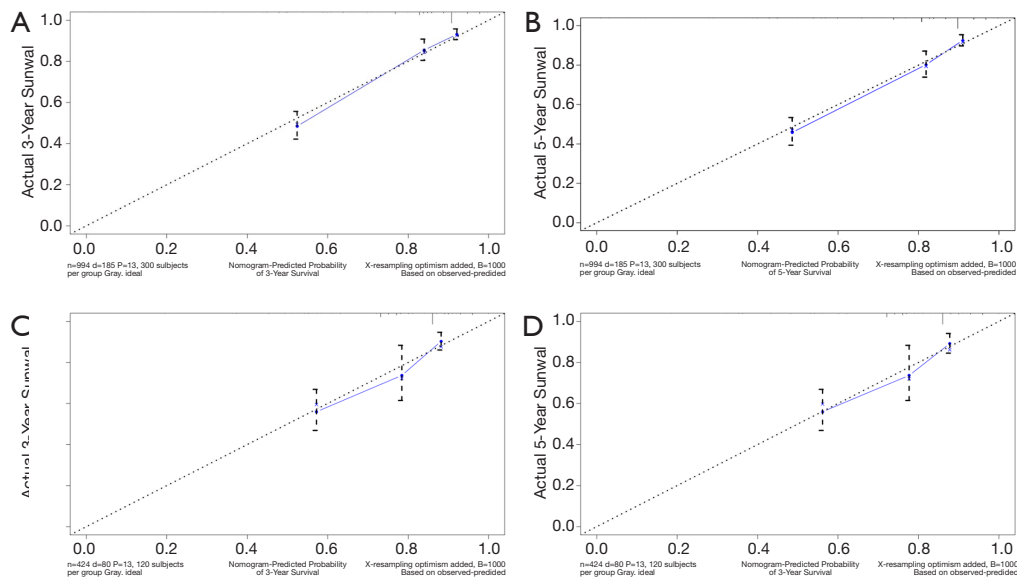 A
1.0
0.8
0.6
0.4
0.2
0.0
Actual 3-Year Sunwal
0.0 0.2 0.4 0.6 0.8 1.0
n=994 d=185 P=13, 300 sulbjects
per group Gray. ideal
Nomogram-Predicted Probability
of 3-Year Survival
X-resampling optimism added, B=1000
Based on observed-predided
B
1.0
0.8
0.6
0.4
0.2
0.0
Actual 5-Year Sunwal
0.0 0.2 0.4 0.6 0.8 1.0
n=994 d=185 P=13, 300 sulbjects
per group Gray. ideal
Nomogram-Predicted Probability
of 5-Year Survival
X-resampling optimism added, B=1000
Based on observed-predided
C
Actual 3-Year Sunwal
0.0 0.2 0.4 0.6 0.8 1.0
n=424 d=80 P=13, 120 sulbjects
per group Gray. ideal
Nomogram-Predicted Probability
of 3-Year Survival
X-resampling optimism added, B=1000
Based on observed-predided
D
1.0
0.8
0.6
0.4
0.2
0.0
Actual 5-Year Sunwal
0.0 0.2 0.4 0.6 0.8 1.0
n=424 d=80 P=13, 120 sulbjects
per group Gray. ideal
Nomogram-Predicted Probability
of 5-Year Survival
X-resampling optimism added, B=1000
Based on observed-predided